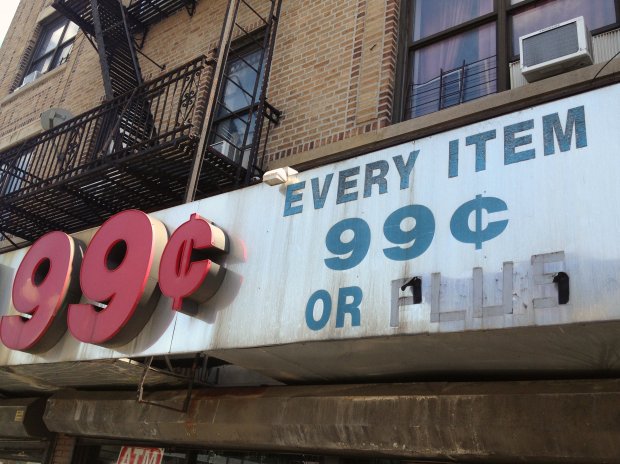 99¢
EVERY ITEM
99¢
OR PLUS
ATM